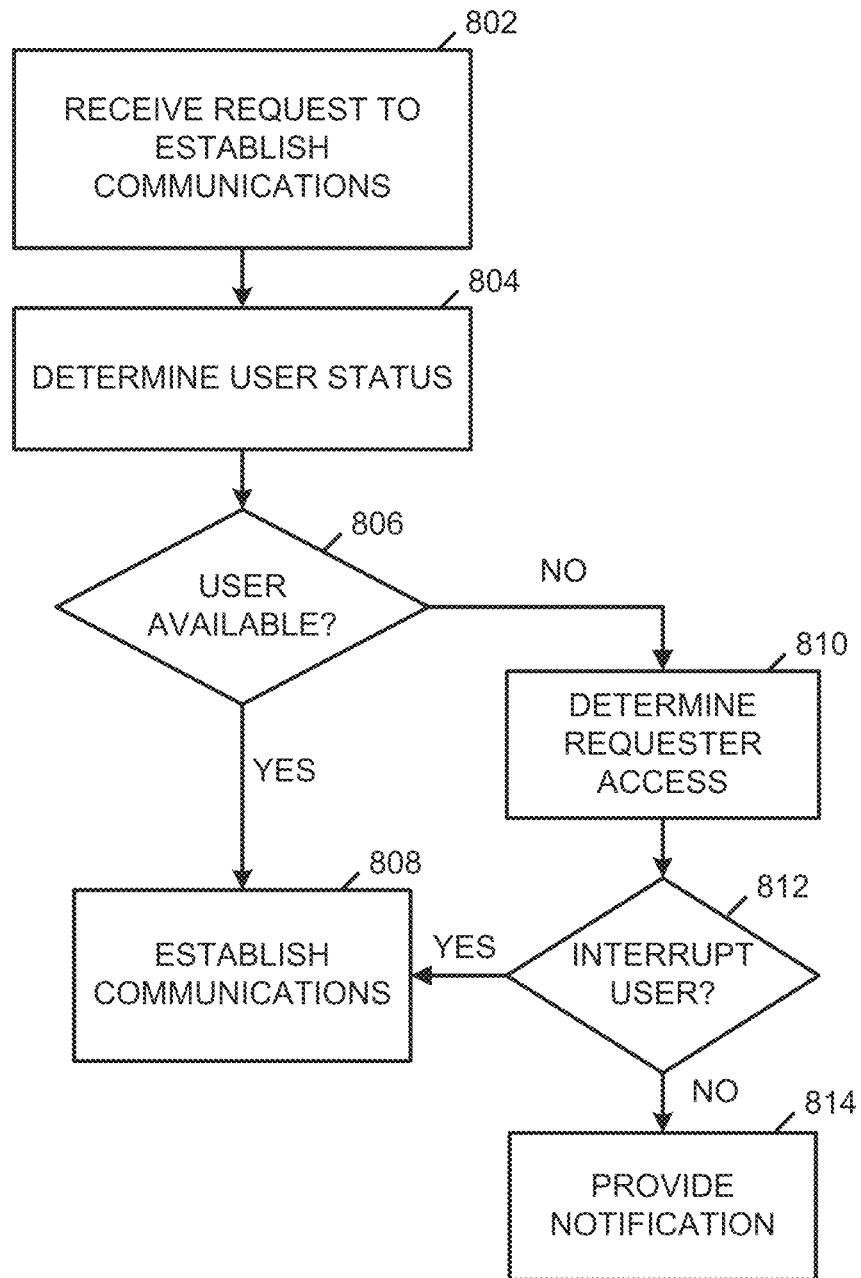 802
RECEIVE REQUEST TO
ESTABLISH
COMMUNICATIONS
804
DETERMINE USER STATUS
806
USER
AVAILABLE?
NO
810
DETERMINE
REQUESTER
ACCESS
YES
808
ESTABLISH
COMMUNICATIONS
YES
812
INTERRUPT
USER?
NO
814
PROVIDE
NOTIFICATION